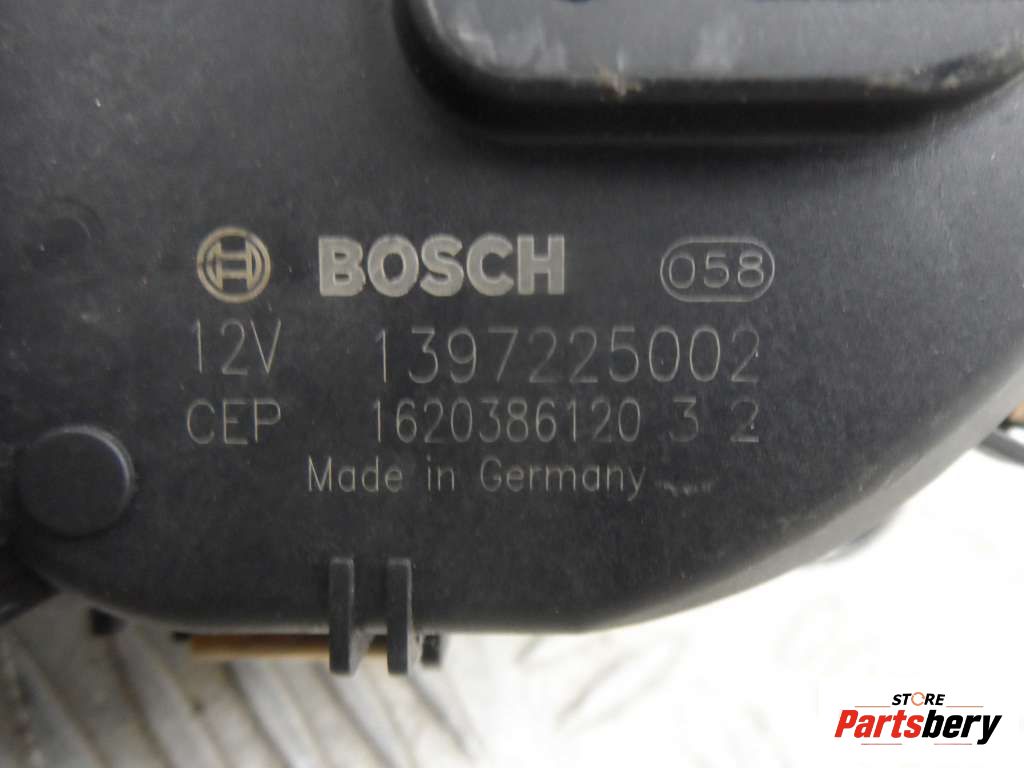 BOSCH 058
12V 1397225002
CEP 1620386120 3 2
Made in Germany
STORE
Partsbery